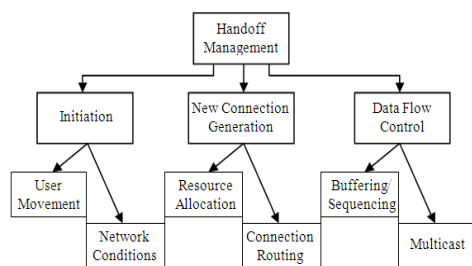 Handoff
Management
Initiation
New Connection
Generation
Data Flow
Control
User
Movement
Resource
Allocation
Buffering/
Sequencing
Network
Conditions
Connection
Routing
Multicast